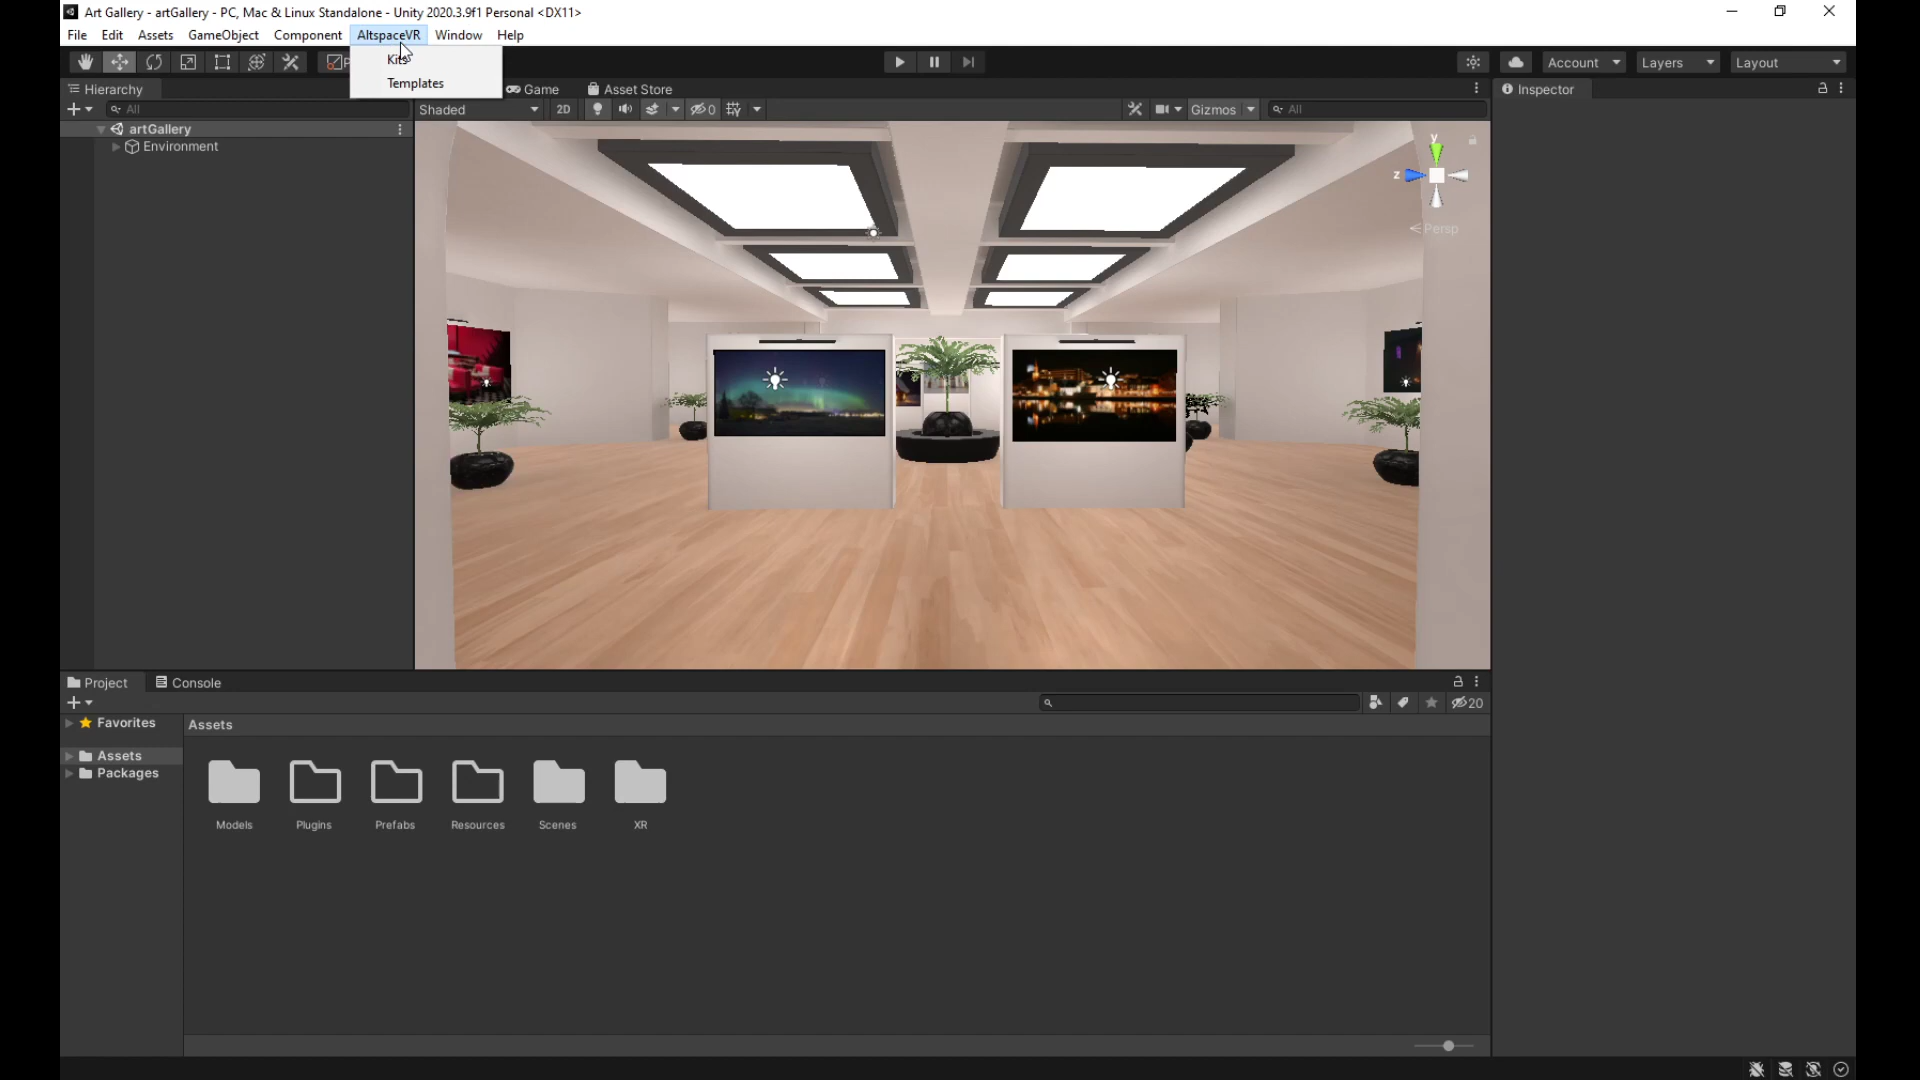 Art Gallery - artGallery - PC, Mac & Linux Standalone - Unity 2020.3.9f1 Personal <DX11>
File Edit Assets GameObject Component AltspaceVR Window Help
Kits
Templates
Account Layers Layout
Hierarchy Game Asset Store Inspector
All Shaded 2D 0 Gizmos All
artGallery
Environment
y
z
Persp
Project Console
20
Favorites
Assets
Packages
Assets
Models Plugins Prefabs Resources Scenes XR